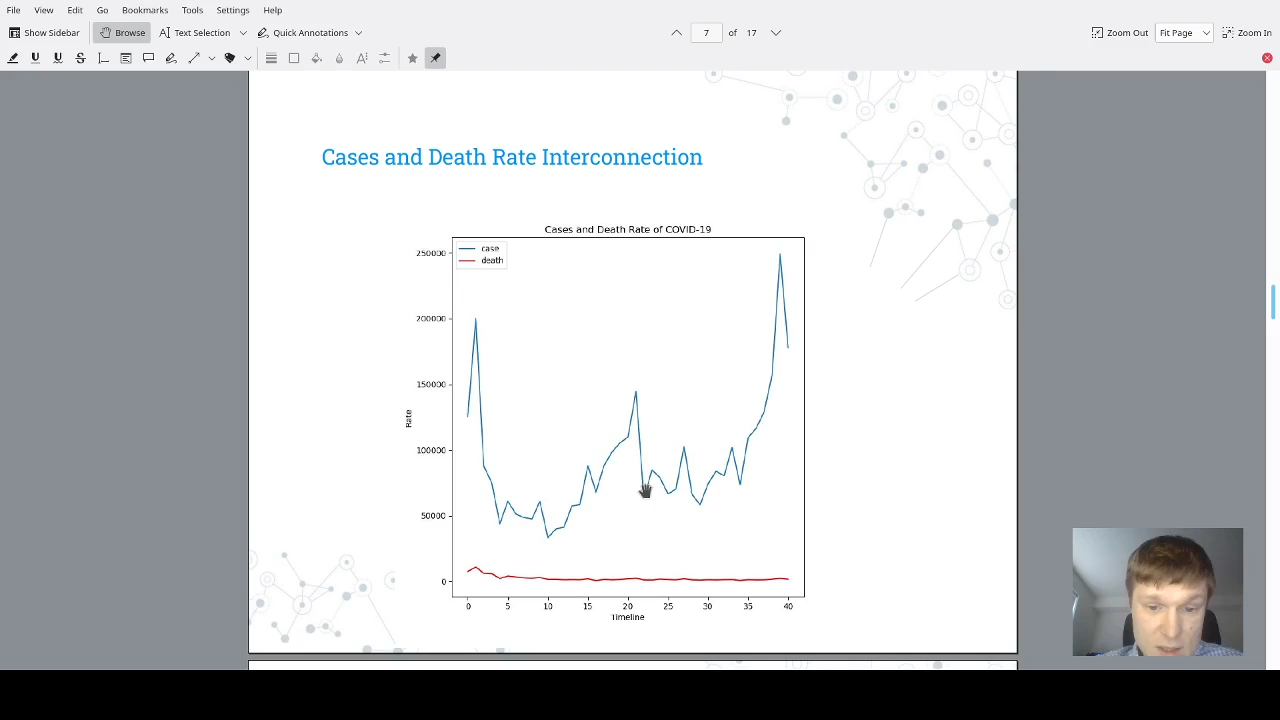 File View Edit Go Bookmarks Tools Settings Help
Show Sidebar Browse Text Selection Quick Annotations 7 of 17 Zoom Out Fit Page Zoom In
Cases and Death Rate Interconnection
Cases and Death Rate of COVID-19
case
death
250000
200000
150000
100000
50000
0
Rate
0 5 10 15 20 25 30 35 40
Timeline